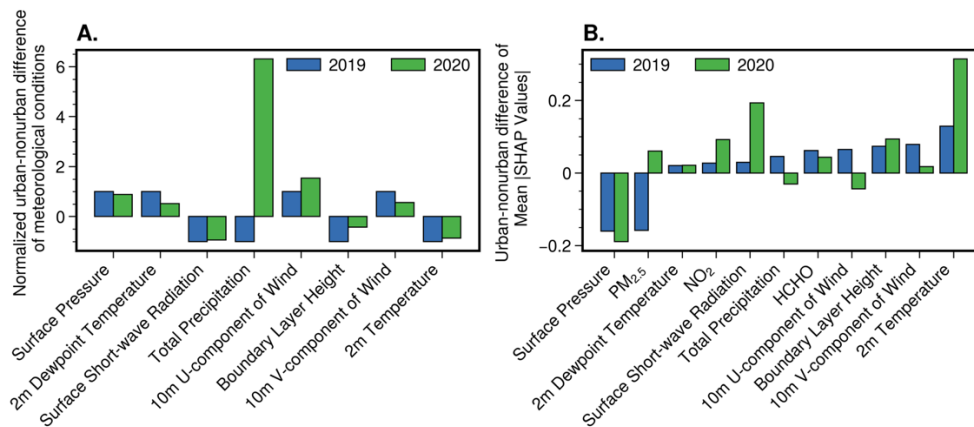 A.
Normalized urban-nonurban difference
of meteorological conditions
6
4
2
0
2019
2020
Surface Pressure
2m Dewpoint Temperature
Surface Short-wave Radiation
Total Precipitation
10m U-component of Wind
Boundary Layer Height
10m V-component of Wind
2m Temperature
B.
Urban-nonurban difference of
Mean |SHAP Values|
0.2
0
−0.2
2019
2020
Surface Pressure
PM2.5
2m Dewpoint Temperature
NO2
Surface Short-wave Radiation
Total Precipitation
HCHO
10m U-component of Wind
Boundary Layer Height
10m V-component of Wind
2m Temperature